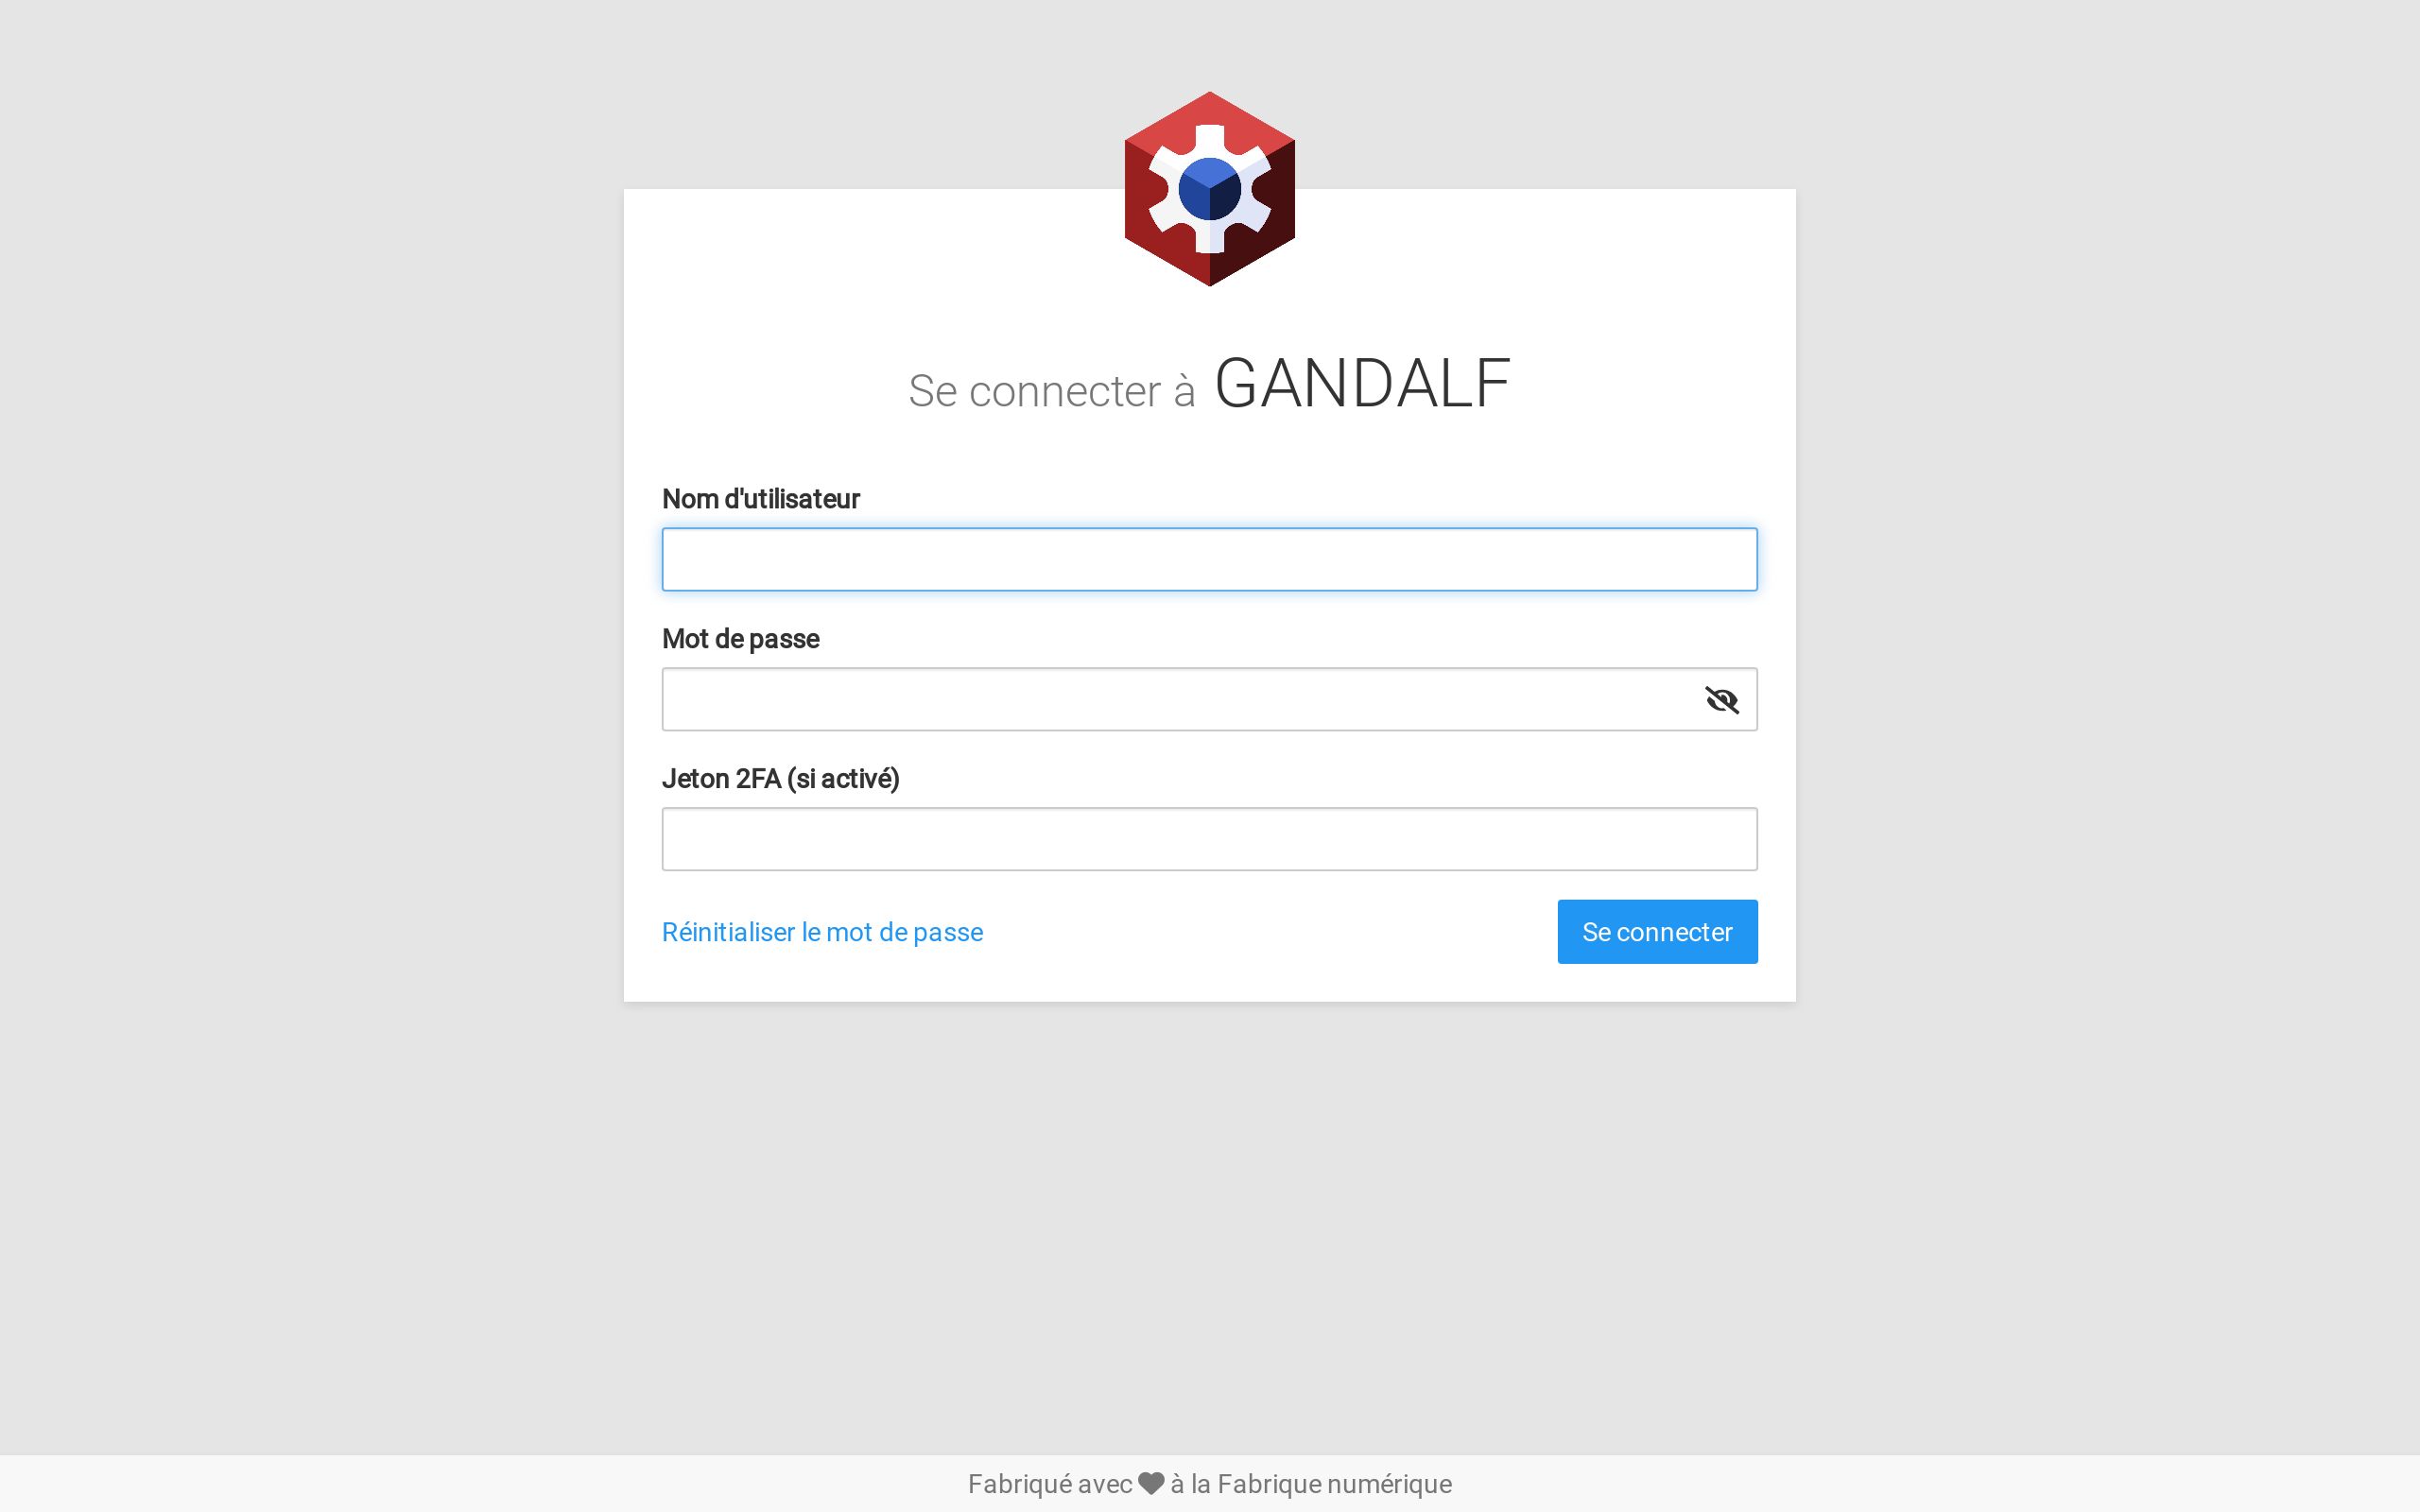 Se connecter à GANDALF
Nom d'utilisateur
Mot de passe
Jeton 2FA (si activé)
Réinitialiser le mot de passe
Se connecter
Fabriqué avec à la Fabrique numérique